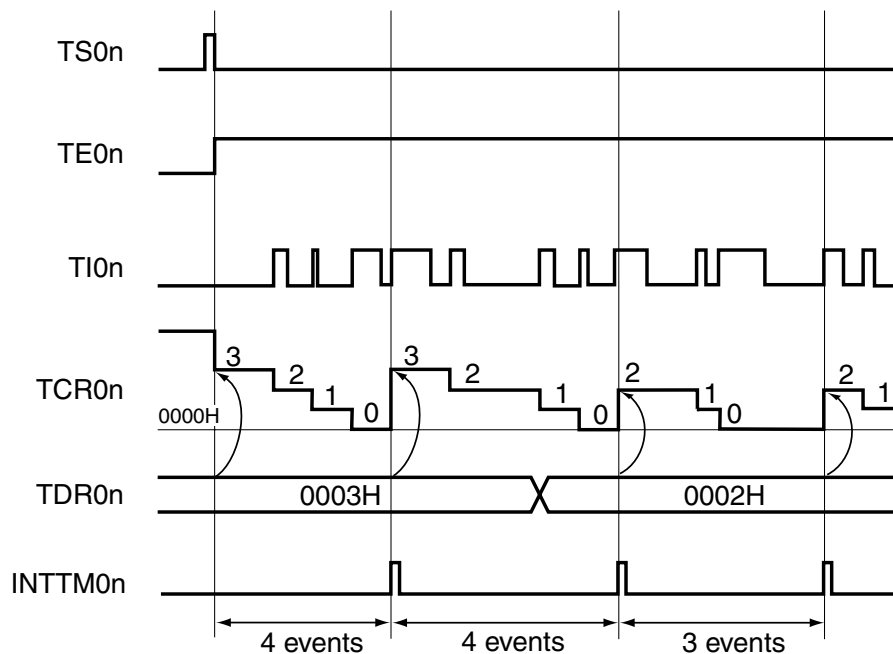 TS0n
TE0n
TI0n
TCR0n
3 2 1 0 3 2 1 0 2 1 0 2 1
0000H
TDR0n 0003H 0002H
INTTM0n
4 events 4 events 3 events